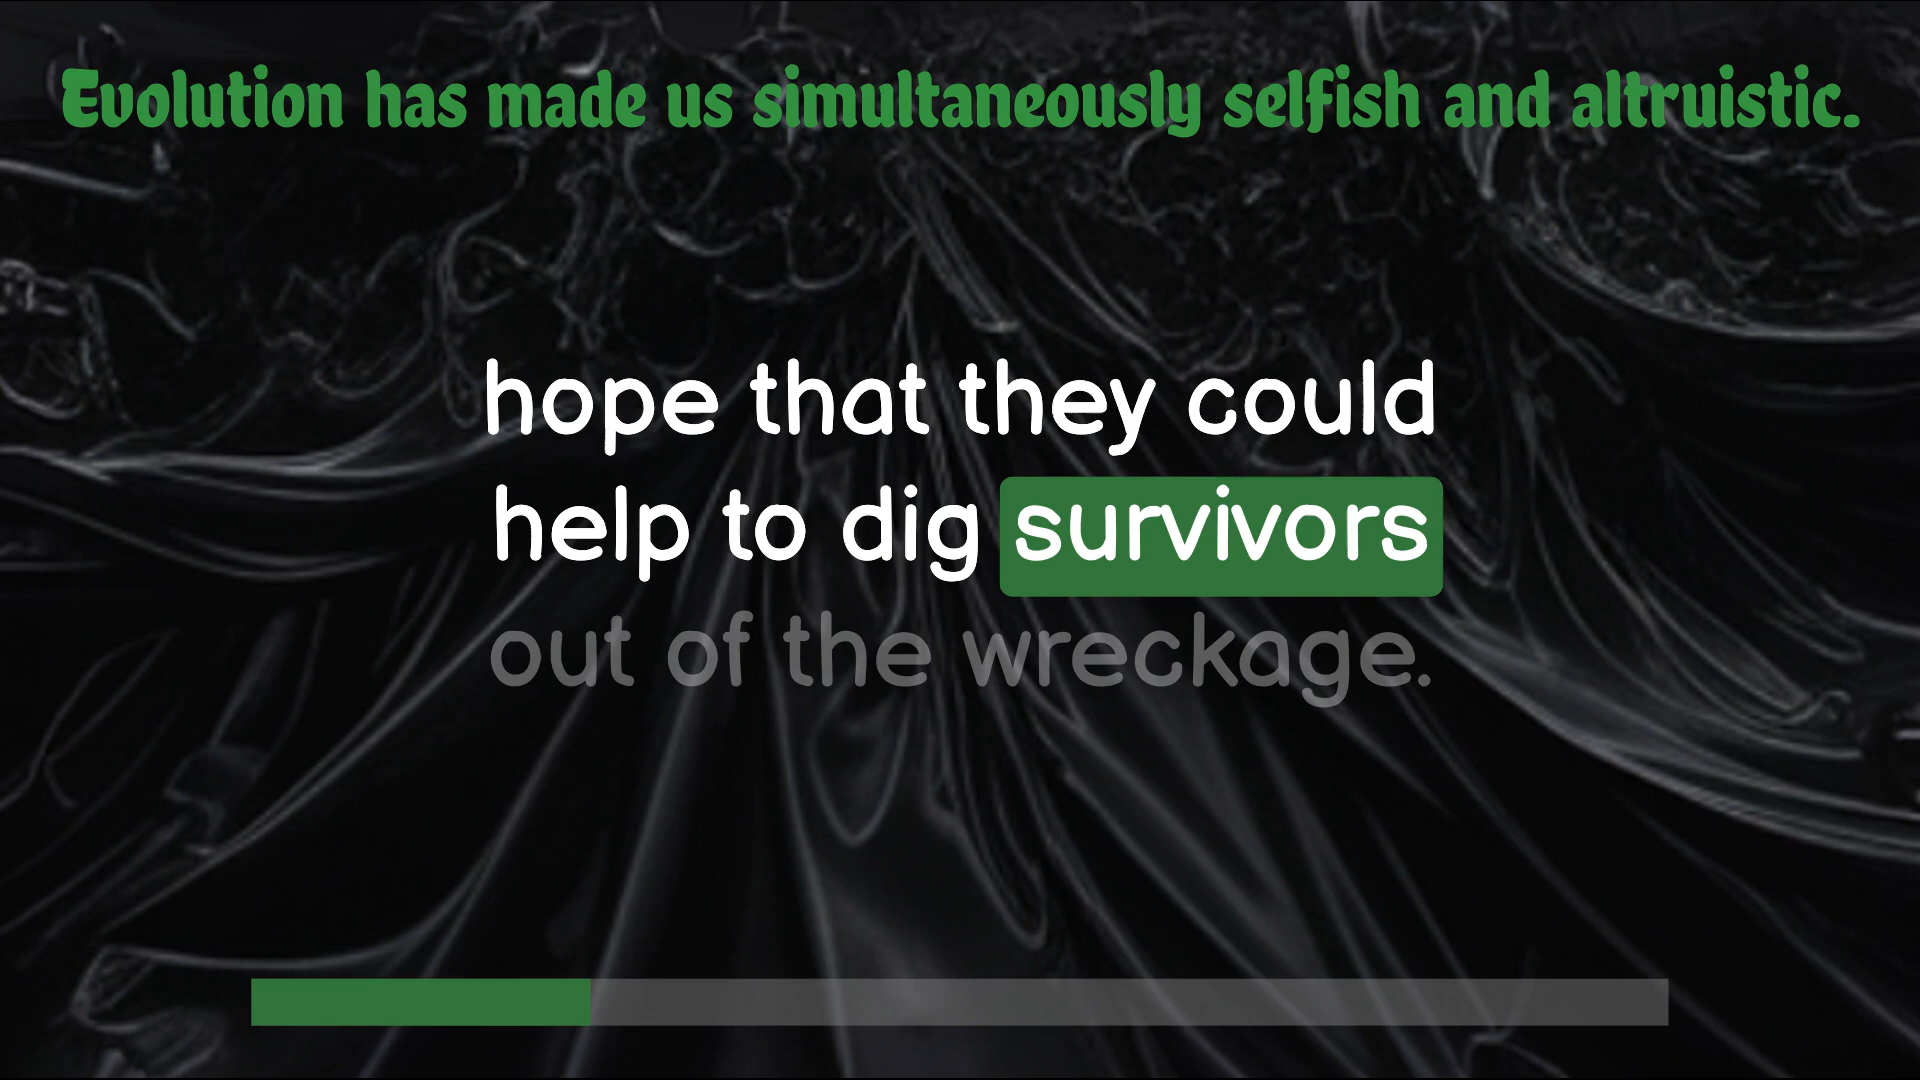 Evolution has made us simultaneously selfish and altruistic.
hope that they could
help to dig survivors
out of the wreckage.